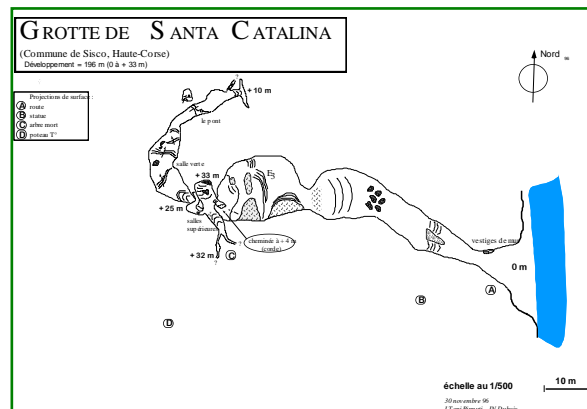 GROTTE DE SANTA CATALINA
(Commune de Sisco, Haute-Corse)
Développement = 196 m (0 à + 33 m)
Nord
Projections de surface :
A route
B statue
C arbre mort
D poteau T°
?
+ 10 m
le pont
salle verte
+ 33 m
E3
+ 25 m
salles
supérieures
?
cheminée à + 4 m
(corde)
+ 32 m
C
?
vestiges de mur
0 m
A
B
D
échelle au 1/500
10 m
30 novembre 96